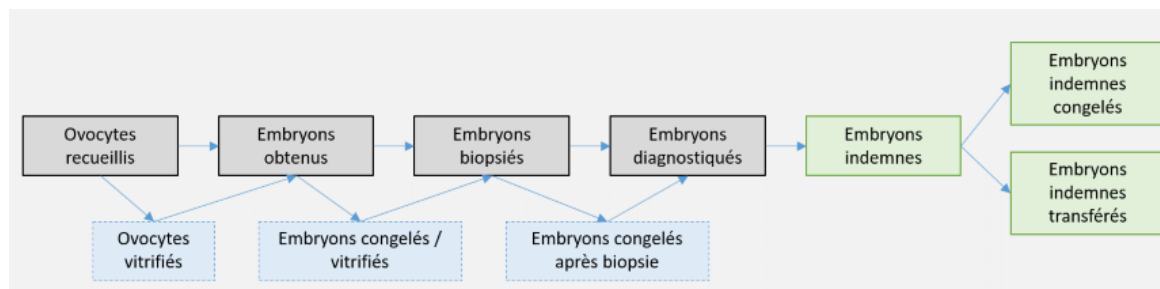 Ovocytes
recueillis
Embryons
obtenus
Embryons
biopsiés
Embryons
diagnostiqués
Embryons
indemnes
Embryons
indemnes
congelés
Embryons
indemnes
transférés
Ovocytes
vitrifiés
Embryons congelés /
vitrifiés
Embryons congelés
après biopsie